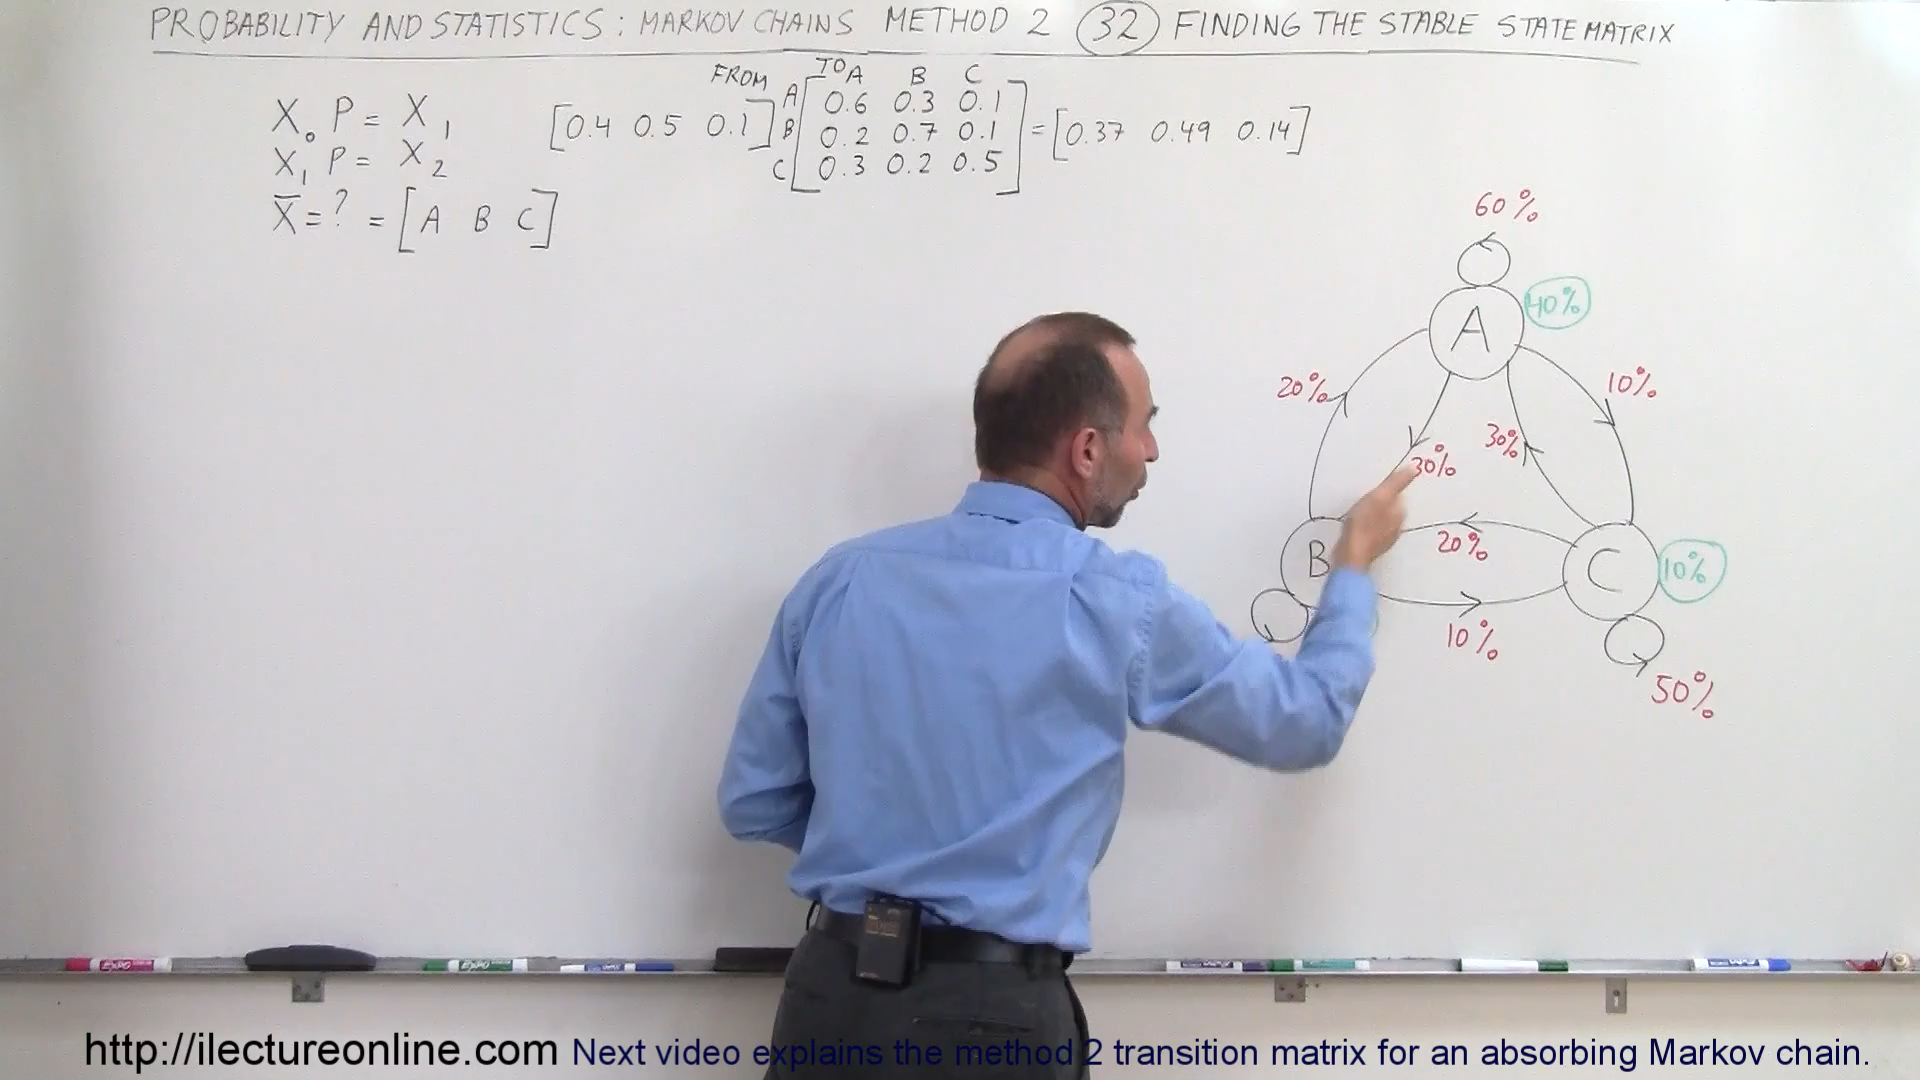 PROBABILITY AND STATISTICS: MARKOV CHAINS METHOD 2 (32) FINDING THE STABLE STATE MATRIX
FROM TO A B C
X₀ P = X₁
[0.4 0.5 0.1] A [0.6 0.3 0.1
B 0.2 0.7 0.1
C 0.3 0.2 0.5] = [0.37 0.49 0.14]
X₁ P = X₂
X̄ = ? = [A B C]
60%
A
40%
20%
10%
30%
30%
B
20%
C
10%
10%
50%
EXPO
EXPO
http://ilectureonline.com Next video explains the method 2 transition matrix for an absorbing Markov chain.